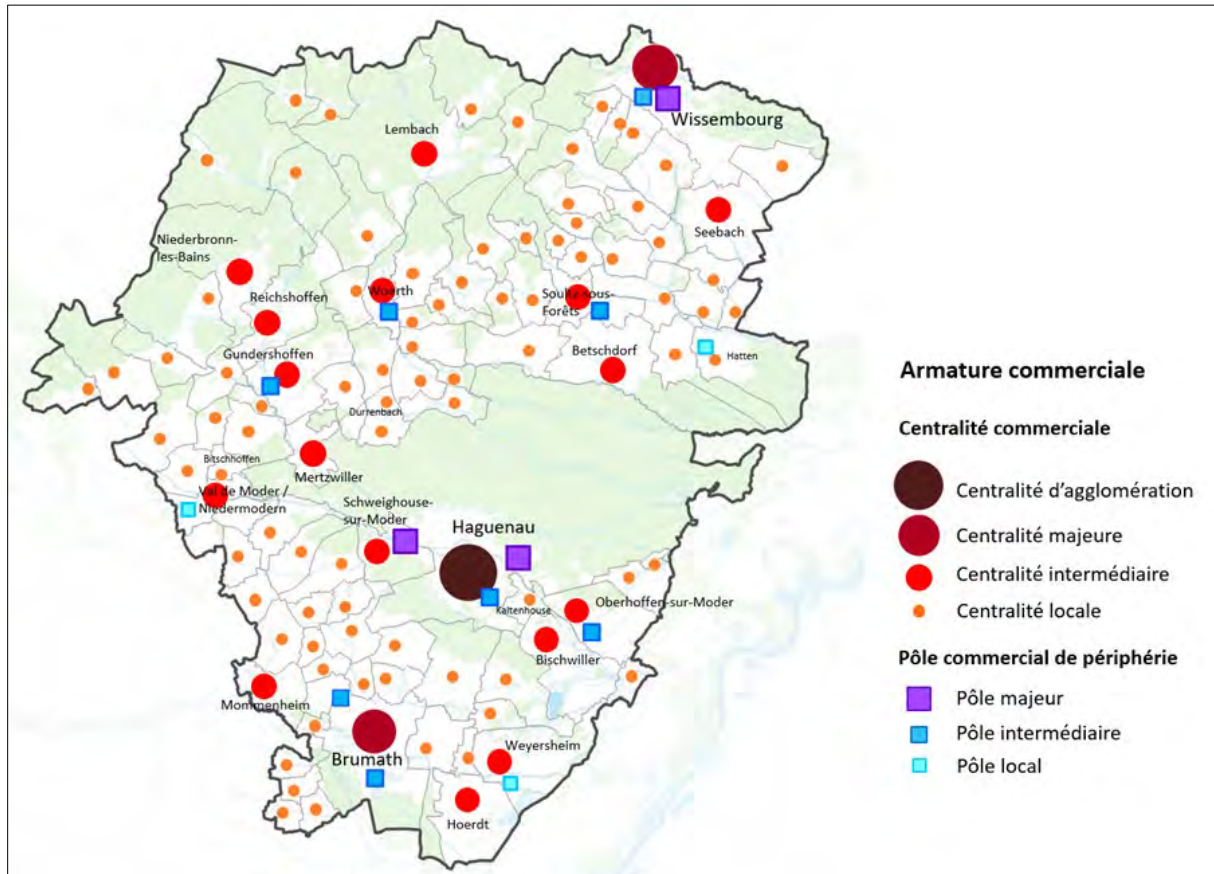 Wissembourg
Lembach
Seebach
Niederbronn-
les-Bains
Reichshoffen
Woerth
Soultz-sous-
Forêts
Gundershoffen
Betschdorf
Hatten
Durrenbach
Bitschhoffen
Mertzwiller
Val de Moder /
Niedermodern
Schweighouse-
sur-Moder
Haguenau
Kaltenhouse
Oberhoffen-sur-Moder
Bischwiller
Mommenheim
Brumath
Weyersheim
Hoerdt
Armature commerciale
Centralité commerciale
Centralité d'agglomération
Centralité majeure
Centralité intermédiaire
Centralité locale
Pôle commercial de périphérie
Pôle majeur
Pôle intermédiaire
Pôle local